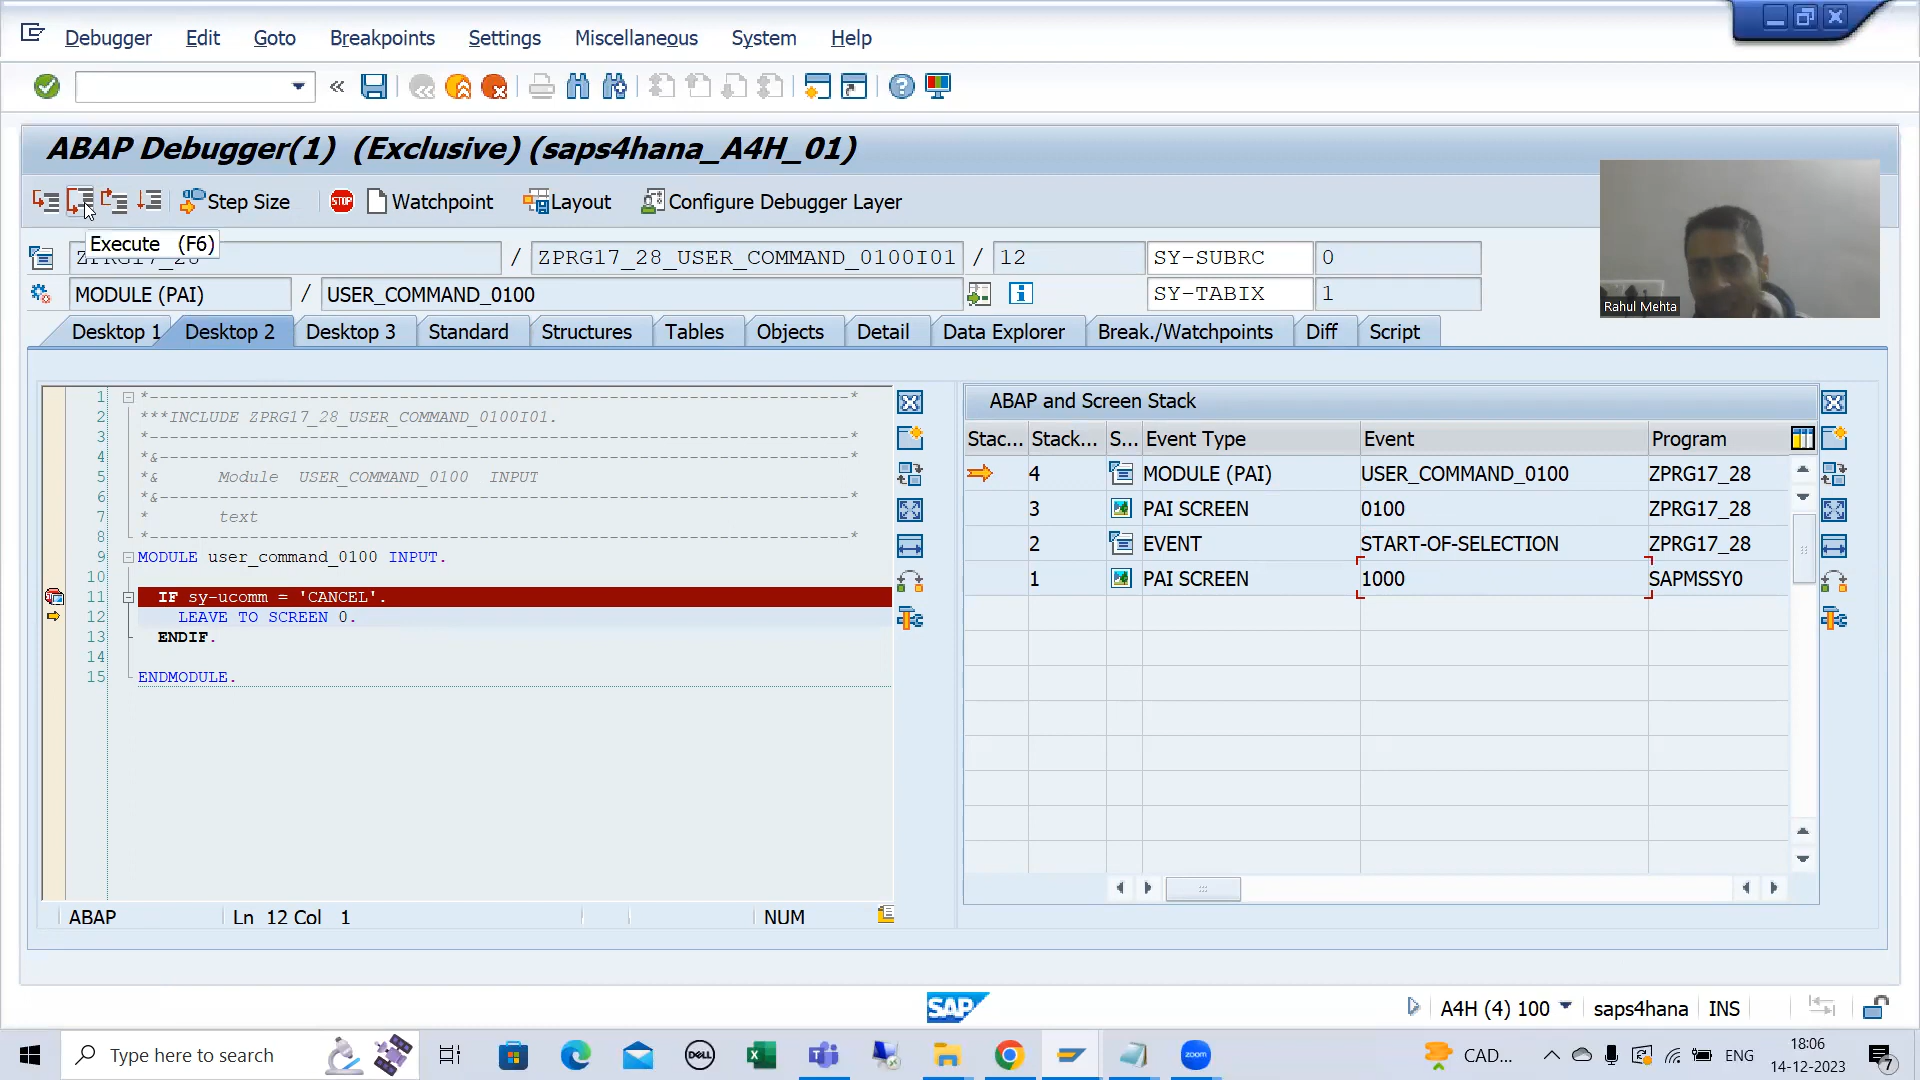 Debugger Edit Goto Breakpoints Settings Miscellaneous System Help
ABAP Debugger(1) (Exclusive) (saps4hana_A4H_01)
Step Size STOP Watchpoint Layout Configure Debugger Layer
Execute (F6)
/ ZPRG17_28_USER_COMMAND_0100I01 / 12 SY-SUBRC 0
MODULE (PAI) / USER_COMMAND_0100 SY-TABIX 1
Rahul Mehta
Desktop 1 Desktop 2 Desktop 3 Standard Structures Tables Objects Detail Data Explorer Break./Watchpoints Diff Script
1 *----------------------------------------------------------------------*
2 ***INCLUDE ZPRG17_28_USER_COMMAND_0100I01.
3 *----------------------------------------------------------------------*
4 *&---------------------------------------------------------------------*
5 *& Module USER_COMMAND_0100 INPUT
6 *&---------------------------------------------------------------------*
7 * text
8 *----------------------------------------------------------------------*
9 MODULE user_command_0100 INPUT.
10
11 IF sy-ucomm = 'CANCEL'.
12 LEAVE TO SCREEN 0.
13 ENDIF.
14
15 ENDMODULE.
ABAP Ln 12 Col 1 NUM
ABAP and Screen Stack
Stac... Stack... S... Event Type Event Program
4 MODULE (PAI) USER_COMMAND_0100 ZPRG17_28
3 PAI SCREEN 0100 ZPRG17_28
2 EVENT START-OF-SELECTION ZPRG17_28
1 PAI SCREEN 1000 SAPMSSY0
SAP
A4H (4) 100 saps4hana INS
Type here to search
DELL
zoom
CAD...
ENG
18:06
14-12-2023
7